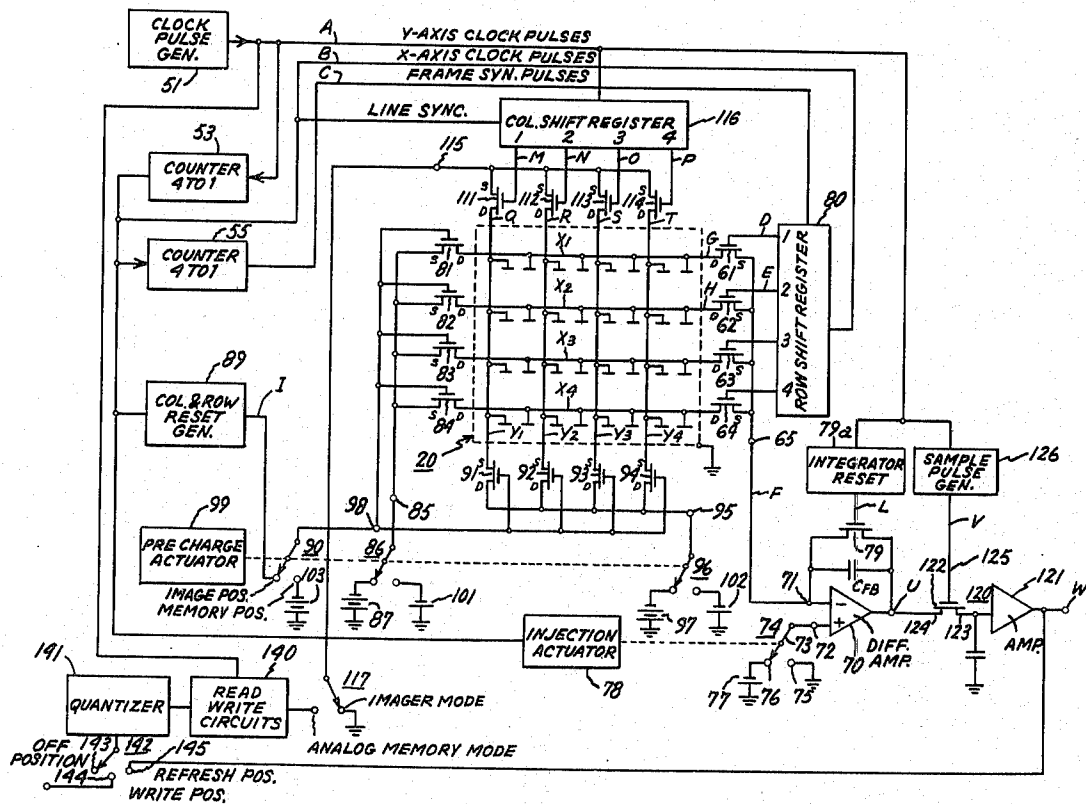 CLOCK PULSE GEN.
51
A
Y-AXIS CLOCK PULSES
B
X-AXIS CLOCK PULSES
C
FRAME SYN. PULSES
LINE SYNC.
COL. SHIFT REGISTER
1 2 3 4
116
115
M N O P
53
COUNTER 4 TO 1
55
COUNTER 4 TO 1
S 111 D Q
S 112 D R
S 113 D S
S 114 D T
80
ROW SHIFT REGISTER
1
2
3
4
D
E
G
H
X1
X2
X3
X4
S 81 D
S 82 D
S 83 D
S 84 D
D 61 S
D 62 S
D 63 S
D 64 S
Y1 Y2 Y3 Y4
20
65
F
89
COL. & ROW RESET GEN.
I
S 91 D
S 92 D
S 93 D
S 94 D
95
98
85
99
PRE CHARGE ACTUATOR
90
IMAGE POS.
MEMORY POS.
103
86
87
101
96
97
102
79a
INTEGRATOR RESET
SAMPLE PULSE GEN.
126
L
V
79
CFB
71
−
+
70
DIFF. AMP.
U
122
125
124
123
120
121
AMP.
W
INJECTION ACTUATOR
78
74
73
72
77
76
75
141
QUANTIZER
140
READ WRITE CIRCUITS
117
IMAGER MODE
ANALOG MEMORY MODE
OFF POSITION
143
142
144
145
REFRESH POS.
WRITE POS.